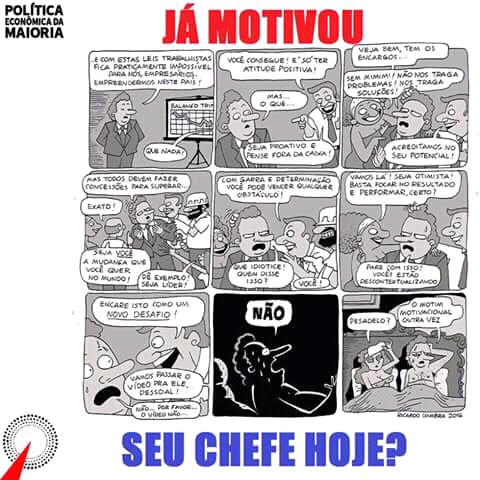 POLÍTICA
ECONÔMICA DA
MAIORIA
JÁ MOTIVOU
...E COM ESTAS LEIS TRABALHISTAS
FICA PRATICAMENTE IMPOSSÍVEL
PARA NÓS, EMPRESÁRIOS,
EMPREENDERMOS NESTE PAÍS!
BALANÇO TRIM
QUE NADA!
VOCÊ CONSEGUE! É SÓ TER
ATITUDE POSITIVA!
MAS...
O QUE...
SEJA PROATIVO E
PENSE FORA DA CAIXA!
VEJA BEM, TEM OS
ENCARGOS...
SEM MIMIMI! NÃO NOS TRAGA
PROBLEMAS! NOS TRAGA
SOLUÇÕES!
ACREDITAMOS NO
SEU POTENCIAL!
MAS TODOS DEVEM FAZER
CONCESSÕES PARA SUPERAR...
EXATO!
SEJA VOCÊ
A MUDANÇA QUE
VOCÊ QUER
NO MUNDO!
DÊ EXEMPLO!
SEJA LÍDER!
COM GARRA E DETERMINAÇÃO
VOCÊ PODE VENCER QUALQUER
OBSTÁCULO!
QUE IDIOTICE!
QUEM DISSE
ISSO?
VOCÊ!
VAMOS LÁ! SEJA OTIMISTA!
BASTA FOCAR NO RESULTADO
E PERFORMAR, CERTO?
PARE COM ISSO!
VOCÊS ESTÃO
DESCONTEXTUALIZANDO
ENCARE ISTO COMO UM
NOVO DESAFIO!
VAMOS PASSAR O
VÍDEO PRA ELE,
PESSOAL!
NÃO... POR FAVOR...
O VÍDEO NÃO...
NÃO
PESADELO?
O MOTIM
MOTIVACIONAL
OUTRA VEZ
RICARDO COIMBRA 2016
SEU CHEFE HOJE?